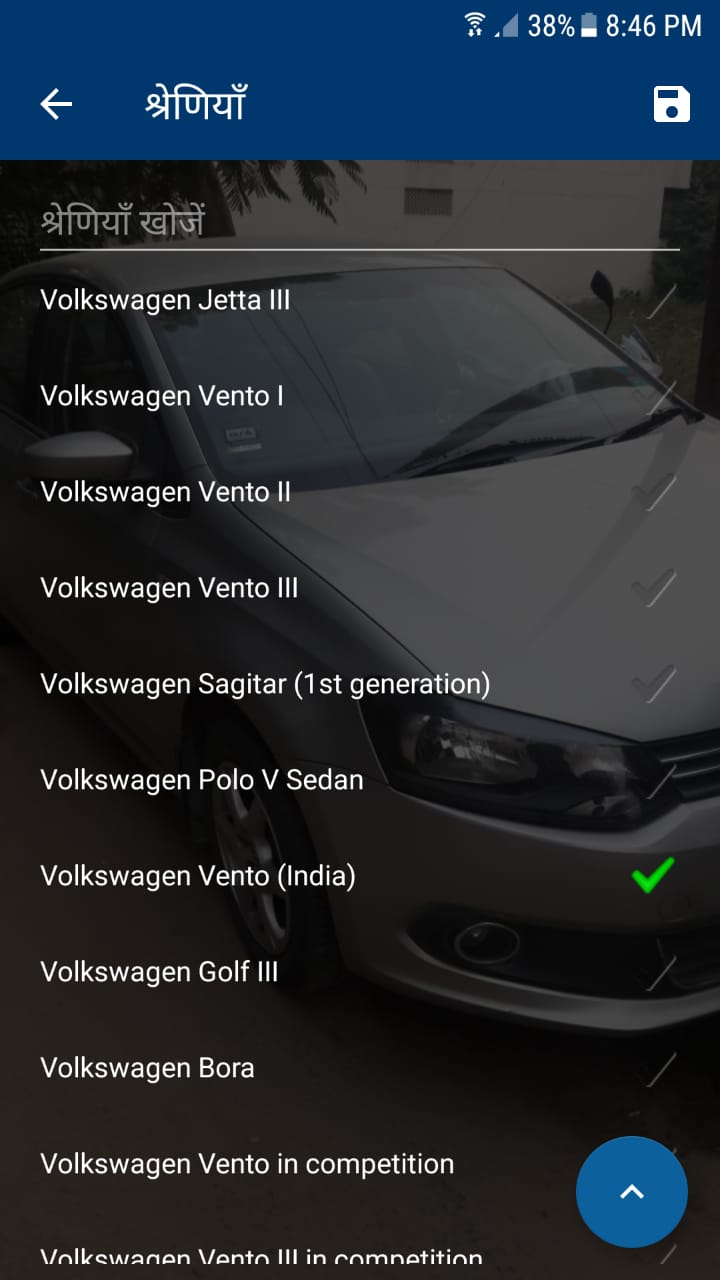 38% 8:46 PM
श्रेणियाँ
श्रेणियाँ खोजें
Volkswagen Jetta III
Volkswagen Vento I
Volkswagen Vento II
Volkswagen Vento III
Volkswagen Sagitar (1st generation)
Volkswagen Polo V Sedan
Volkswagen Vento (India)
Volkswagen Golf III
Volkswagen Bora
Volkswagen Vento in competition
Volkswagen Vento III in competition